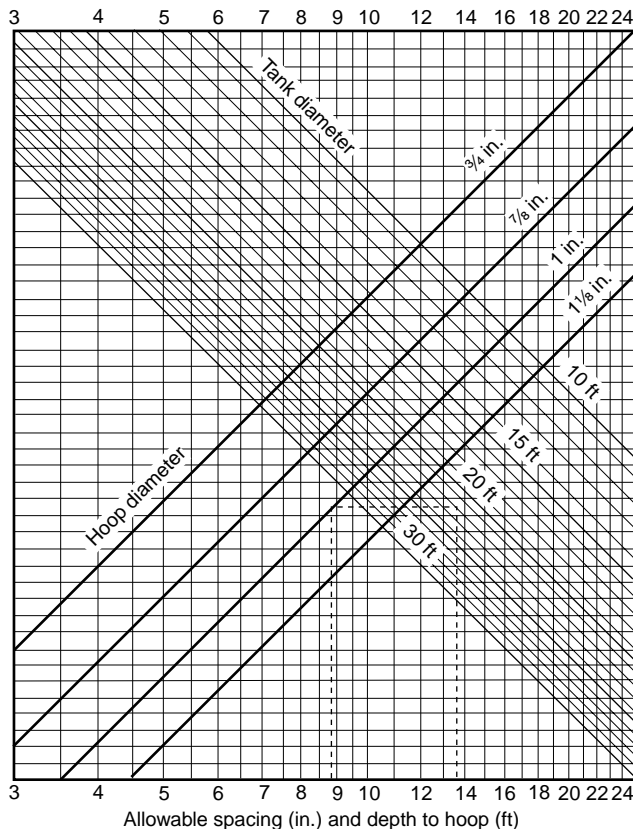 3 4 5 6 7 8 9 10 12 14 16 18 20 22 24
Tank diameter
¾ in.
⅞ in.
1 in.
1⅛ in.
10 ft
15 ft
20 ft
30 ft
Hoop diameter
3 4 5 6 7 8 9 10 12 14 16 18 20 22 24
Allowable spacing (in.) and depth to hoop (ft)